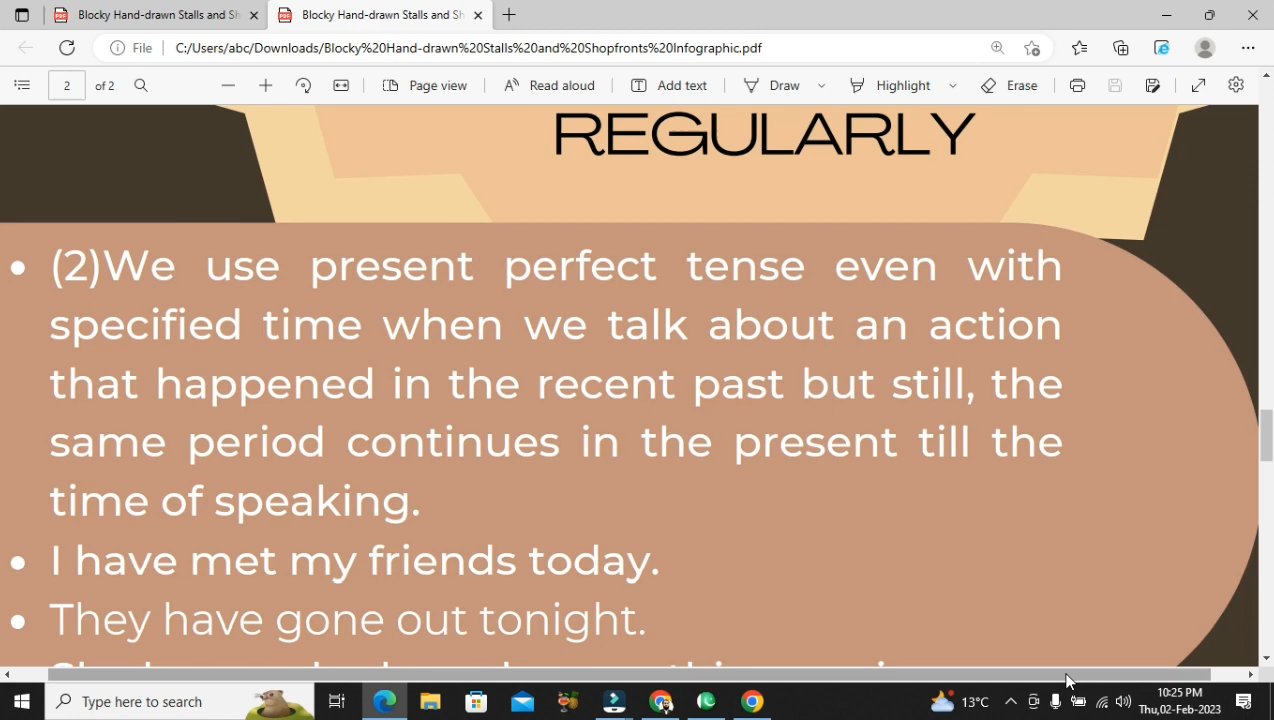 Blocky Hand-drawn Stalls and Sh
Blocky Hand-drawn Stalls and Sh
File
C:/Users/abc/Downloads/Blocky%20Hand-drawn%20Stalls%20and%20Shopfronts%20Infographic.pdf
2 of 2
Page view
Read aloud
Add text
Draw
Highlight
Erase
REGULARLY
(2)We use present perfect tense even with
specified time when we talk about an action
that happened in the recent past but still, the
same period continues in the present till the
time of speaking.
I have met my friends today.
They have gone out tonight.
Type here to search
13°C
10:25 PM
Thu,02-Feb-2023